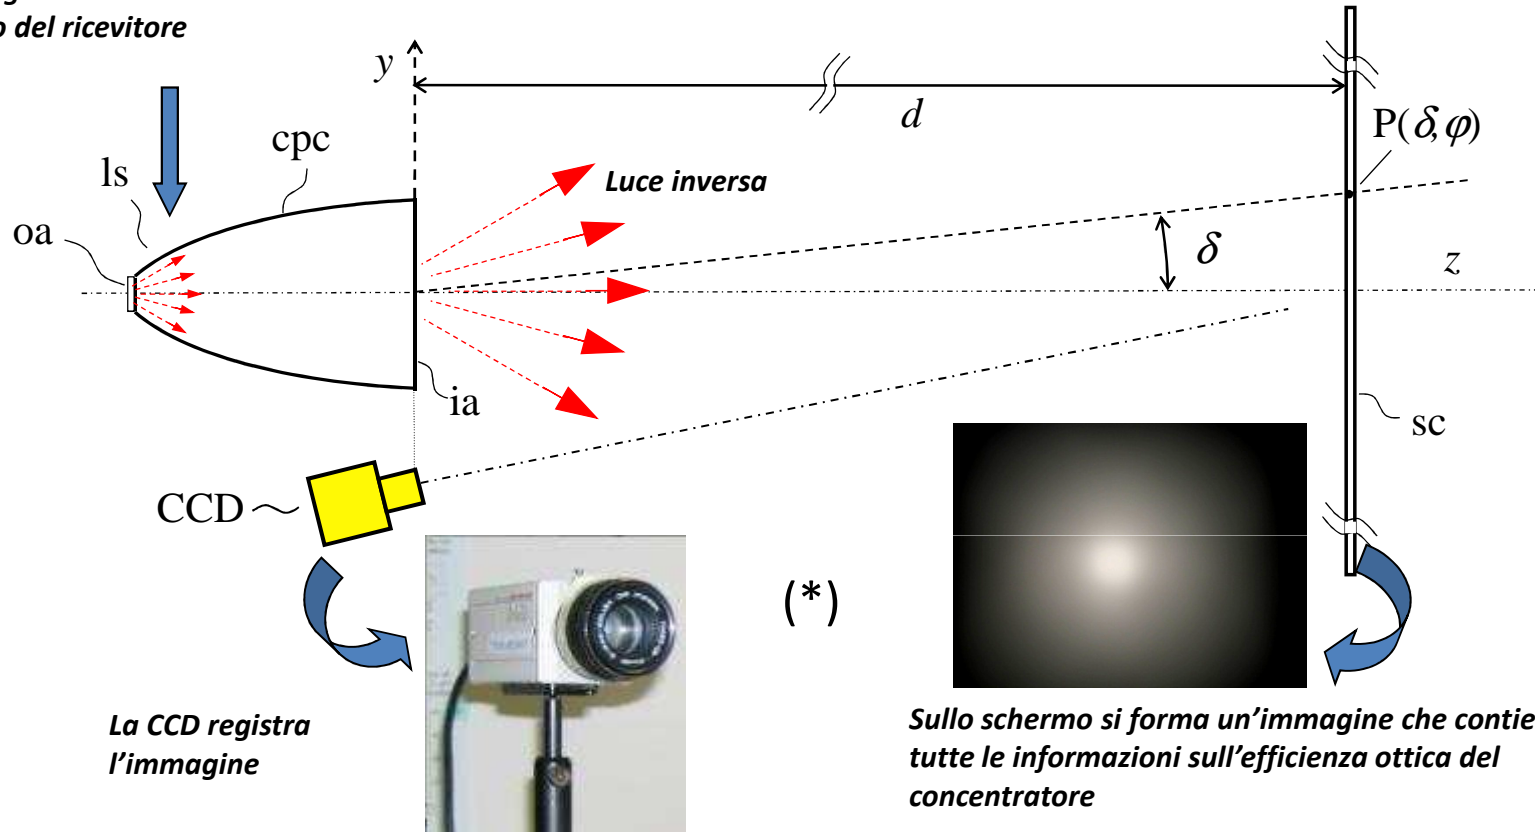 o del ricevitore
y
d
P(δ,φ)
cpc
ls
Luce inversa
oa
δ
z
ia
sc
CCD
(*)
La CCD registra
l'immagine
Sullo schermo si forma un'immagine che contie
tutte le informazioni sull'efficienza ottica del
concentratore